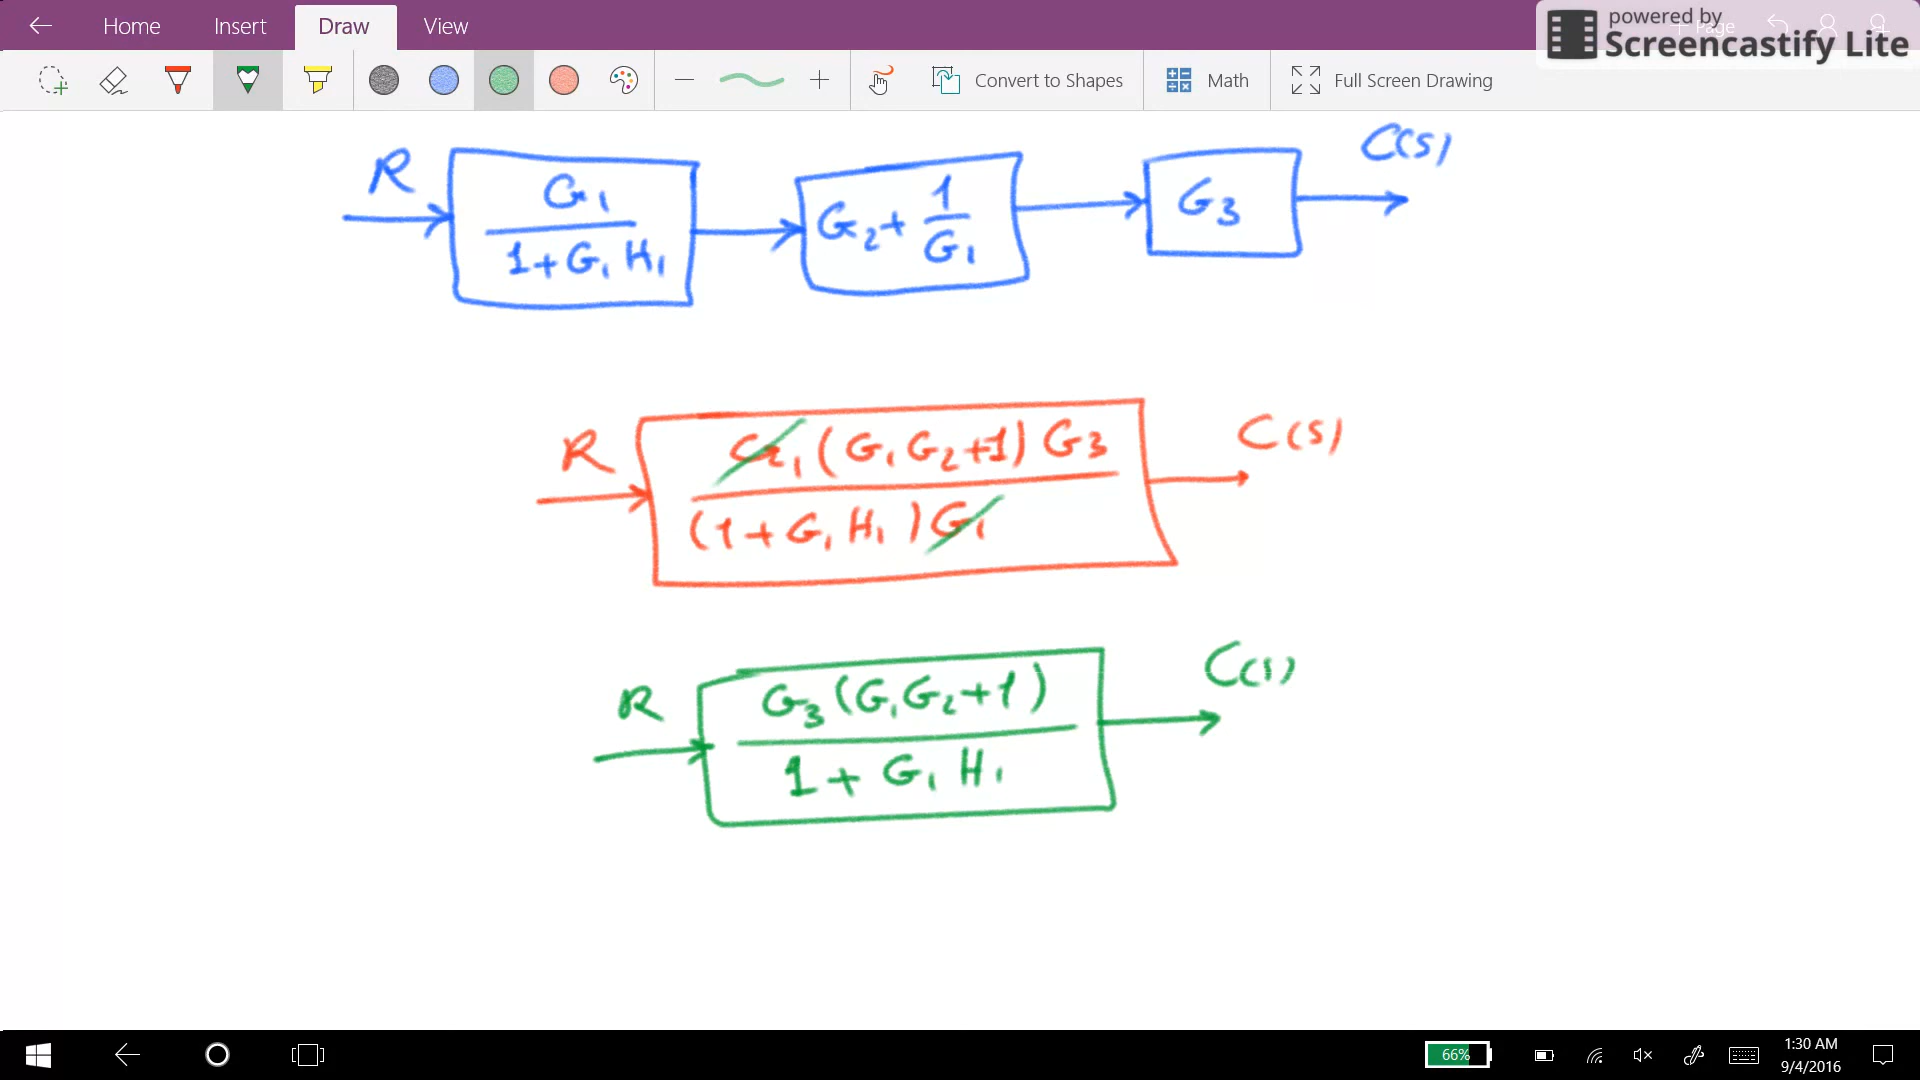 Home Insert Draw View
powered by
Screencastify Lite
Page
Convert to Shapes Math Full Screen Drawing
R
G₁
1+G₁H₁
G₂+
1
G₁
G₃
C(s)
R
G₁(G₁G₂+1)G₃
(1+G₁H₁)G₁
C(s)
R
G₃(G₁G₂+1)
1+G₁H₁
C(s)
66%
1:30 AM
9/4/2016